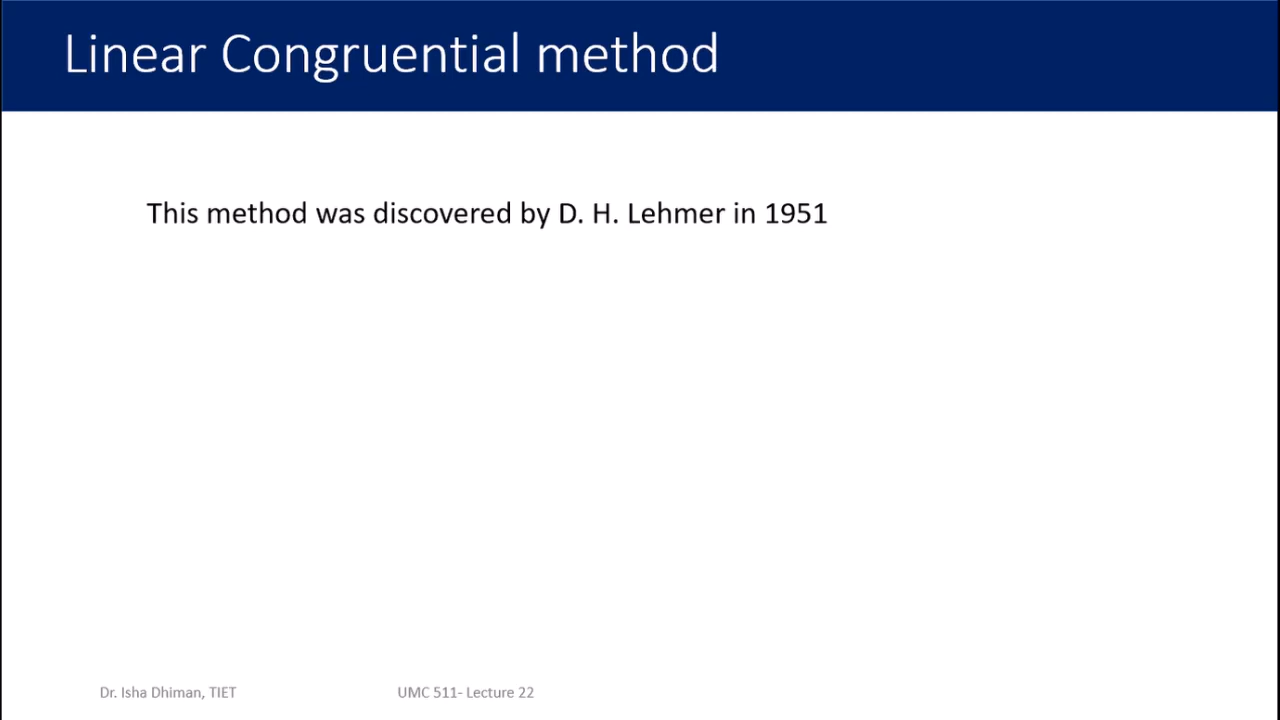 Linear Congruential method
This method was discovered by D. H. Lehmer in 1951
Dr. Isha Dhiman, TIET
UMC 511- Lecture 22